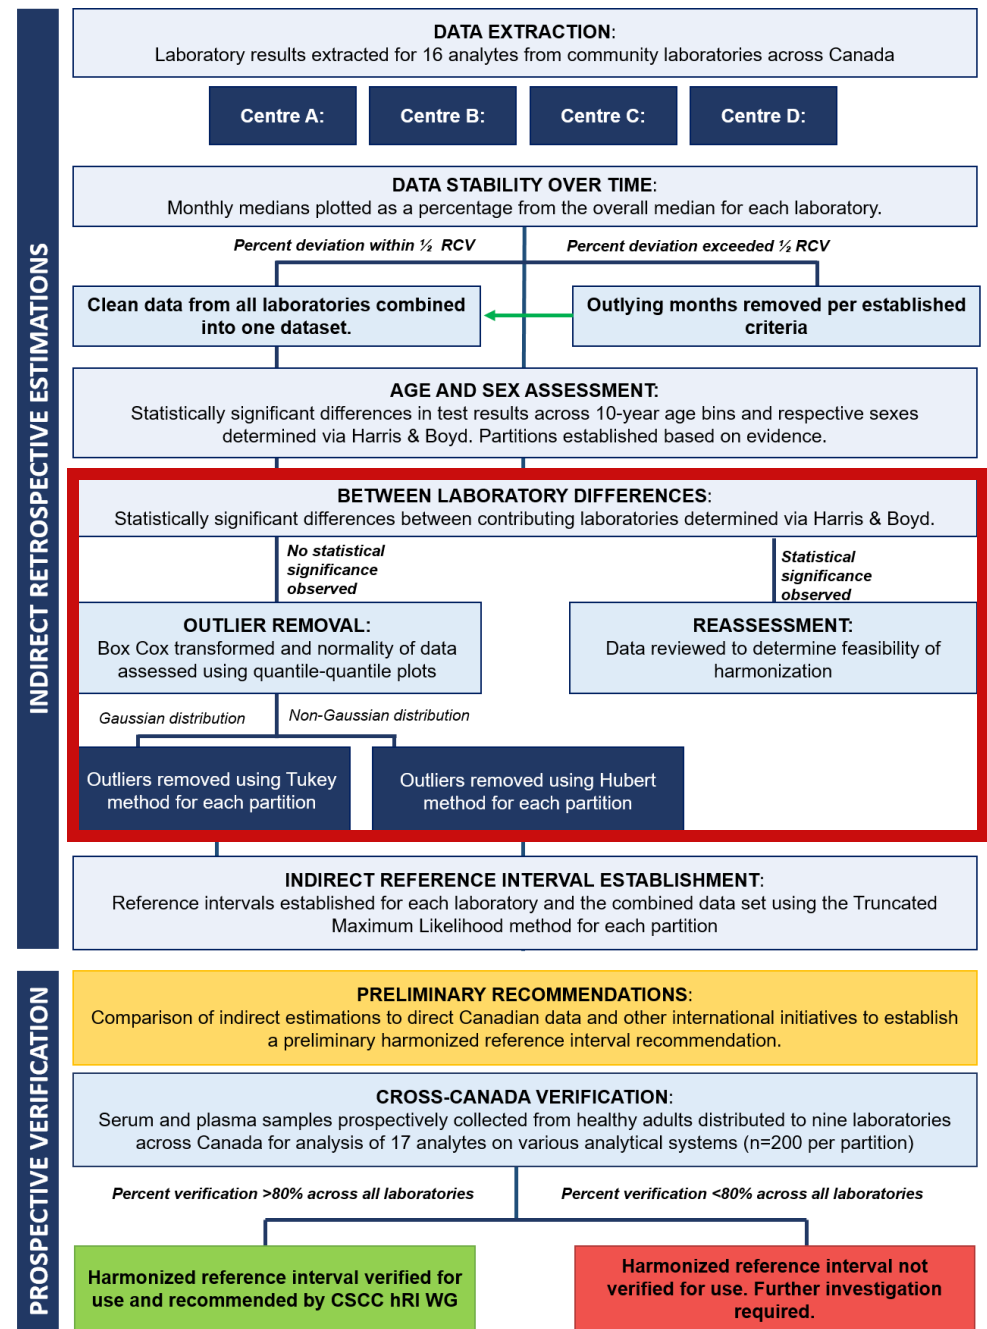 INDIRECT RETROSPECTIVE ESTIMATIONS
DATA EXTRACTION:
Laboratory results extracted for 16 analytes from community laboratories across Canada
Centre A:
Centre B:
Centre C:
Centre D:
DATA STABILITY OVER TIME:
Monthly medians plotted as a percentage from the overall median for each laboratory.
Percent deviation within ½ RCV
Percent deviation exceeded ½ RCV
Clean data from all laboratories combined
into one dataset.
Outlying months removed per established
criteria
AGE AND SEX ASSESSMENT:
Statistically significant differences in test results across 10-year age bins and respective sexes
determined via Harris & Boyd. Partitions established based on evidence.
BETWEEN LABORATORY DIFFERENCES:
Statistically significant differences between contributing laboratories determined via Harris & Boyd.
No statistical
significance
observed
Statistical
significance
observed
OUTLIER REMOVAL:
Box Cox transformed and normality of data
assessed using quantile-quantile plots
REASSESSMENT:
Data reviewed to determine feasibility of
harmonization
Gaussian distribution
Non-Gaussian distribution
Outliers removed using Tukey
method for each partition
Outliers removed using Hubert
method for each partition
INDIRECT REFERENCE INTERVAL ESTABLISHMENT:
Reference intervals established for each laboratory and the combined data set using the Truncated
Maximum Likelihood method for each partition
PROSPECTIVE VERIFICATION
PRELIMINARY RECOMMENDATIONS:
Comparison of indirect estimations to direct Canadian data and other international initiatives to establish
a preliminary harmonized reference interval recommendation.
CROSS-CANADA VERIFICATION:
Serum and plasma samples prospectively collected from healthy adults distributed to nine laboratories
across Canada for analysis of 17 analytes on various analytical systems (n=200 per partition)
Percent verification >80% across all laboratories
Percent verification <80% across all laboratories
Harmonized reference interval verified for
use and recommended by CSCC hRI WG
Harmonized reference interval not
verified for use. Further investigation
required.